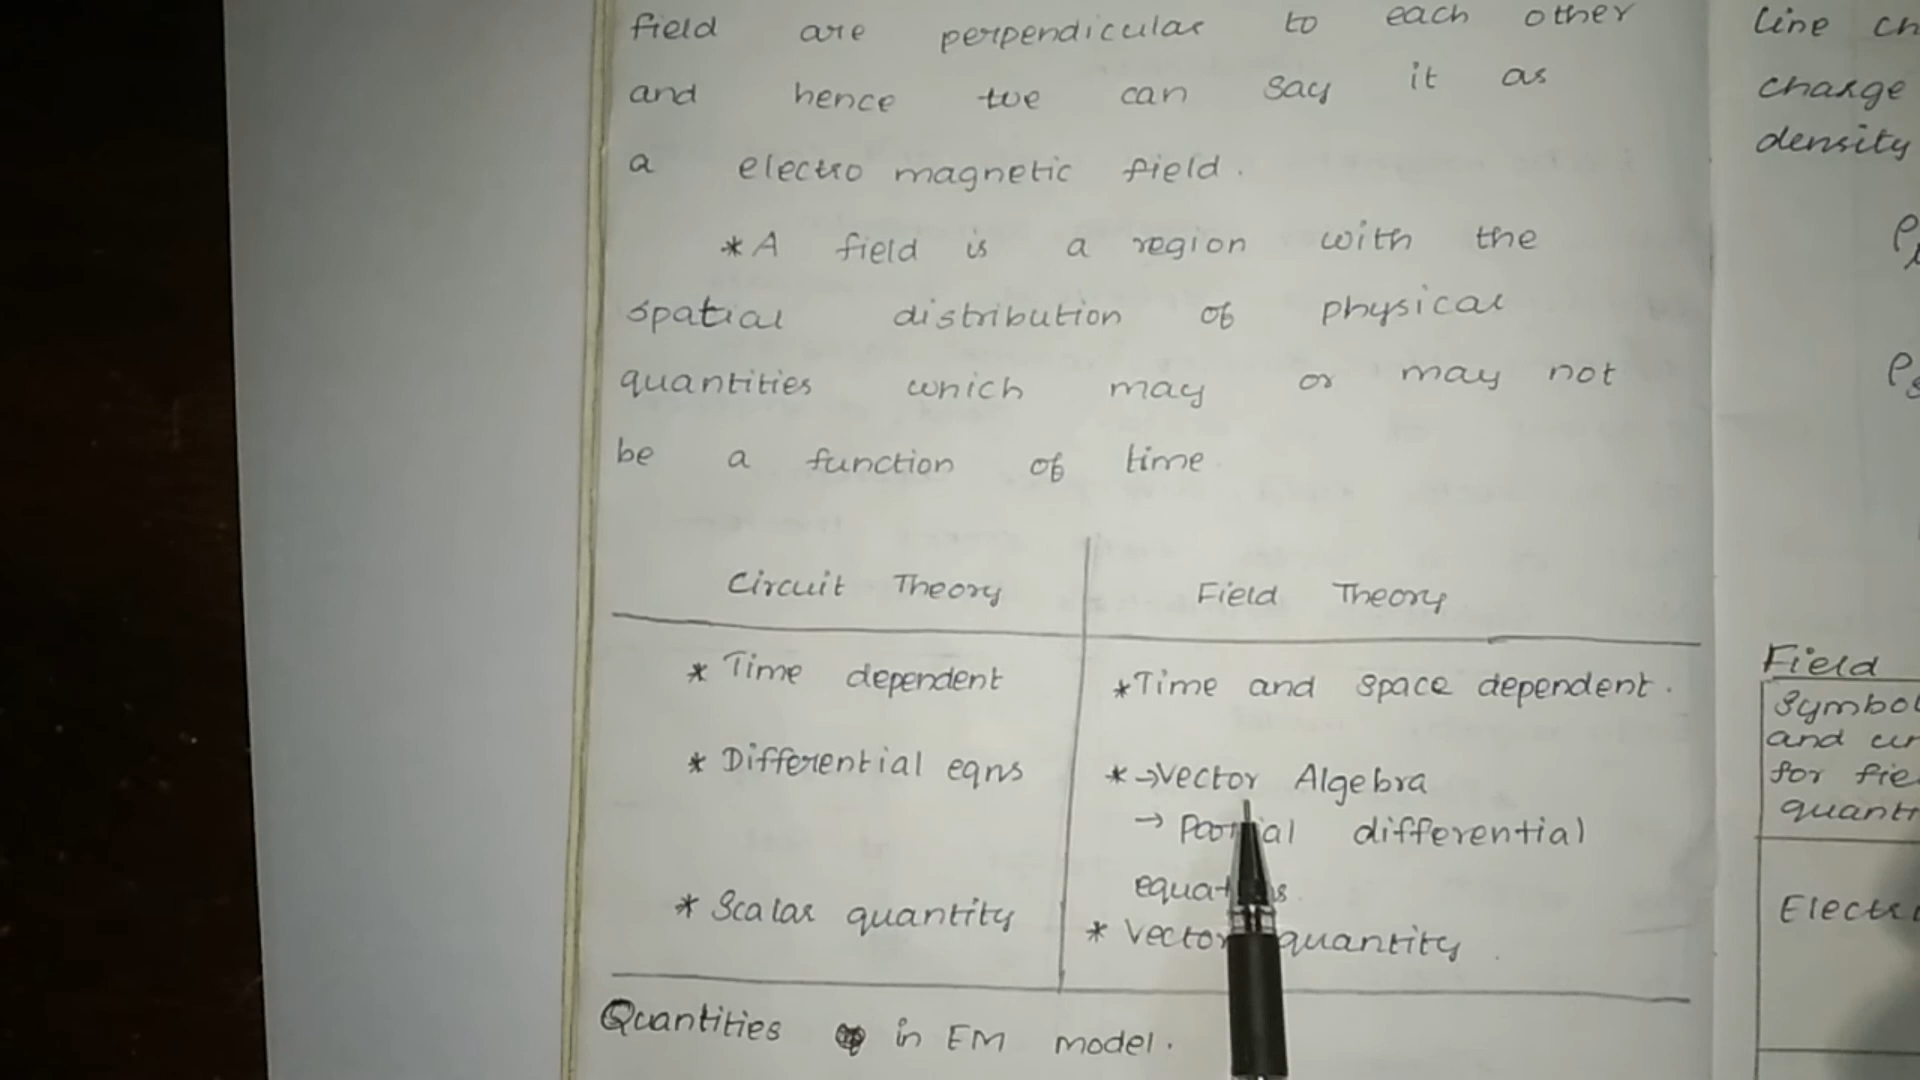 field are perpendicular to each other
and hence we can say it as
a electro magnetic field.
* A field is a region with the
spatial distribution of physical
quantities which may or may not
be a function of time
Circuit Theory
* Time dependent
* Differential eqns
* Scalar quantity
Field Theory
* Time and space dependent.
* → Vector Algebra
→ differential
* quantity
Quantities in EM model.
line
charge
density
Field
and
for